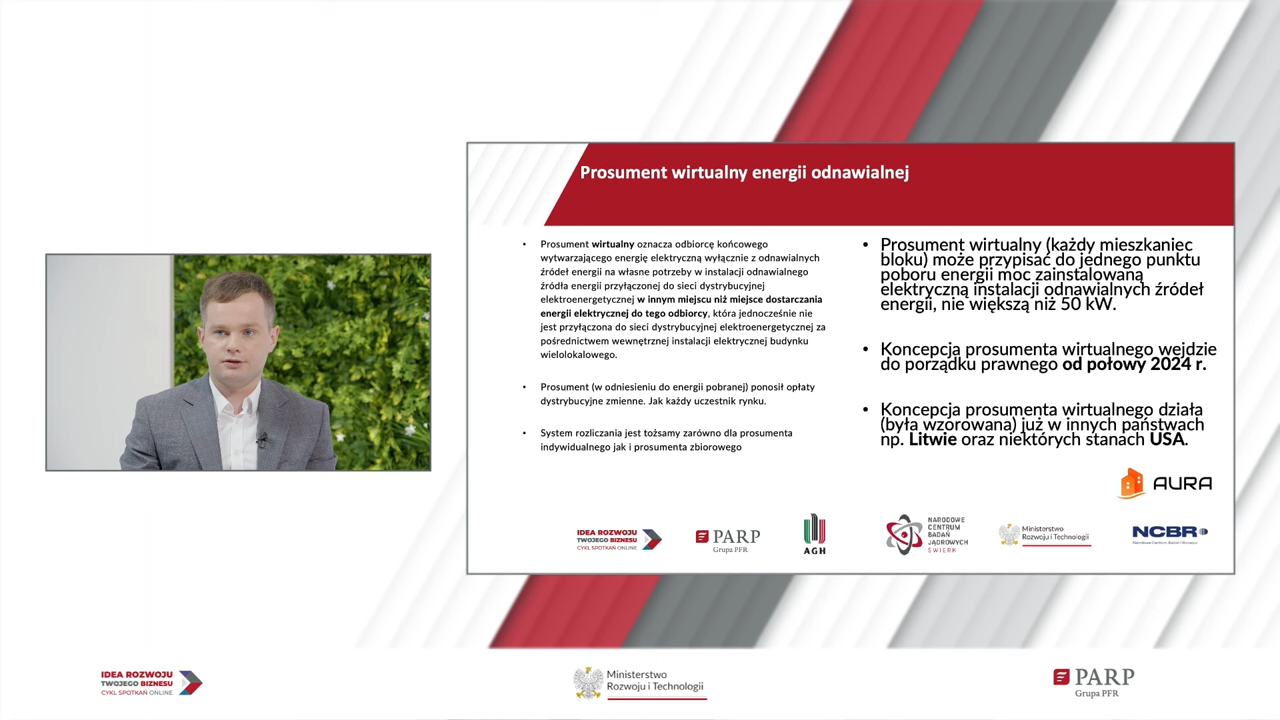 Prosument wirtualny energii odnawialnej
• Prosument wirtualny oznacza odbiorcę końcowego
wytwarzającego energię elektryczną wyłącznie z odnawialnych
źródeł energii na własne potrzeby w instalacji odnawialnego
źródła energii przyłączonej do sieci dystrybucyjnej
elektroenergetycznej w innym miejscu niż miejsce dostarczania
energii elektrycznej do tego odbiorcy, która jednocześnie nie
jest przyłączona do sieci dystrybucyjnej elektroenergetycznej za
pośrednictwem wewnętrznej instalacji elektrycznej budynku
wielolokalowego.
• Prosument (w odniesieniu do energii pobranej) ponosił opłaty
dystrybucyjne zmienne. Jak każdy uczestnik rynku.
• System rozliczania jest tożsamy zarówno dla prosumenta
indywidualnego jak i prosumenta zbiorowego
• Prosument wirtualny (każdy mieszkaniec
bloku) może przypisać do jednego punktu
poboru energii moc zainstalowaną
elektryczną instalacji odnawialnych źródeł
energii, nie większą niż 50 kW.
• Koncepcja prosumenta wirtualnego wejdzie
do porządku prawnego od połowy 2024 r.
• Koncepcja prosumenta wirtualnego działa
(była wzorowana) już w innych państwach
np. Litwie oraz niektórych stanach USA.
AURA
IDEA ROZWOJU
TWOJEGO BIZNESU
CYKL SPOTKAŃ ONLINE
PARP
Grupa PFR
AGH
NARODOWE
CENTRUM
BADAŃ
JĄDROWYCH
ŚWIERK
Ministerstwo
Rozwoju i Technologii
NCBR
Narodowe Centrum Badań i Rozwoju
IDEA ROZWOJU
TWOJEGO BIZNESU
CYKL SPOTKAŃ ONLINE
Ministerstwo
Rozwoju i Technologii
PARP
Grupa PFR